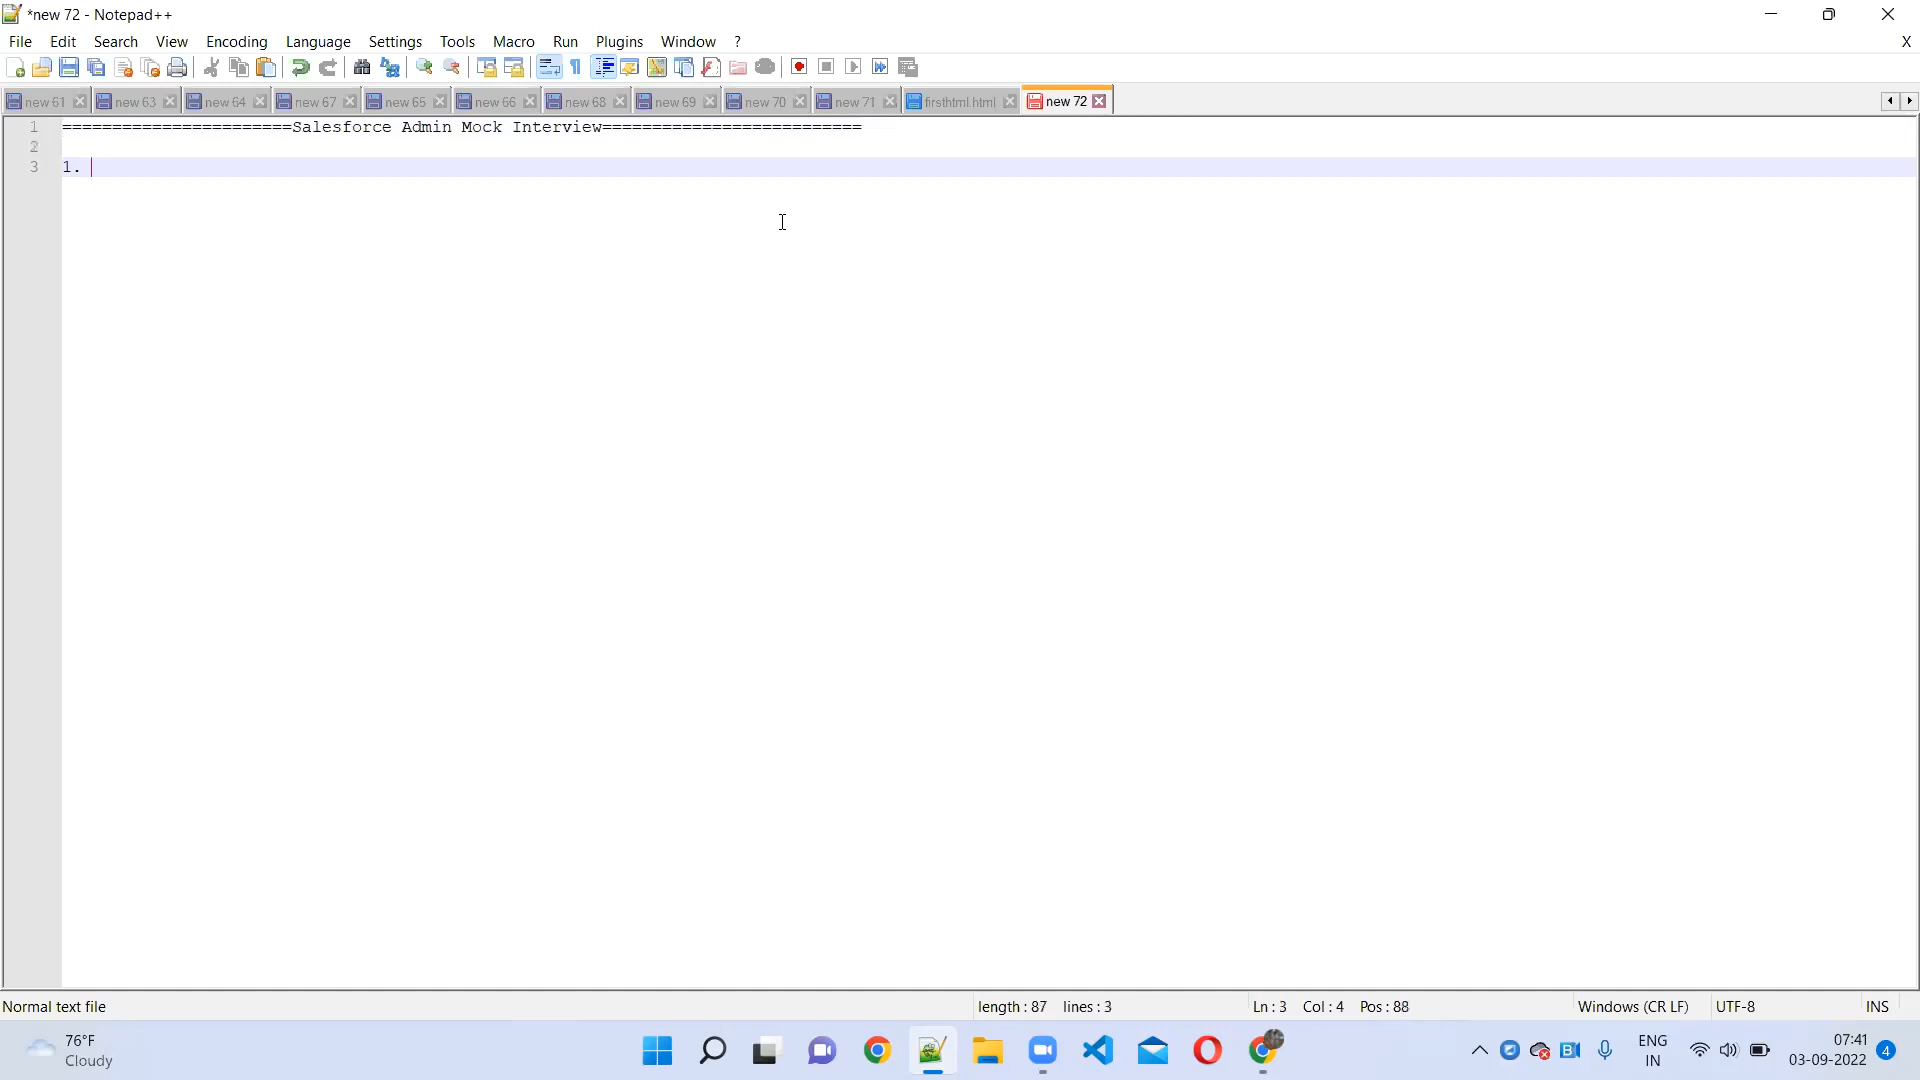 *new 72 - Notepad++
File Edit Search View Encoding Language Settings Tools Macro Run Plugins Window ? X
new 61 new 63 new 64 new 67 new 65 new 66 new 68 new 69 new 70 new 71 firsthtml.html new 72
1 =======================Salesforce Admin Mock Interview==========================
2
3 1.
Normal text file length : 87 lines : 3 Ln : 3 Col : 4 Pos : 88 Windows (CR LF) UTF-8 INS
76°F
Cloudy
ENG
IN
07:41
03-09-2022
4